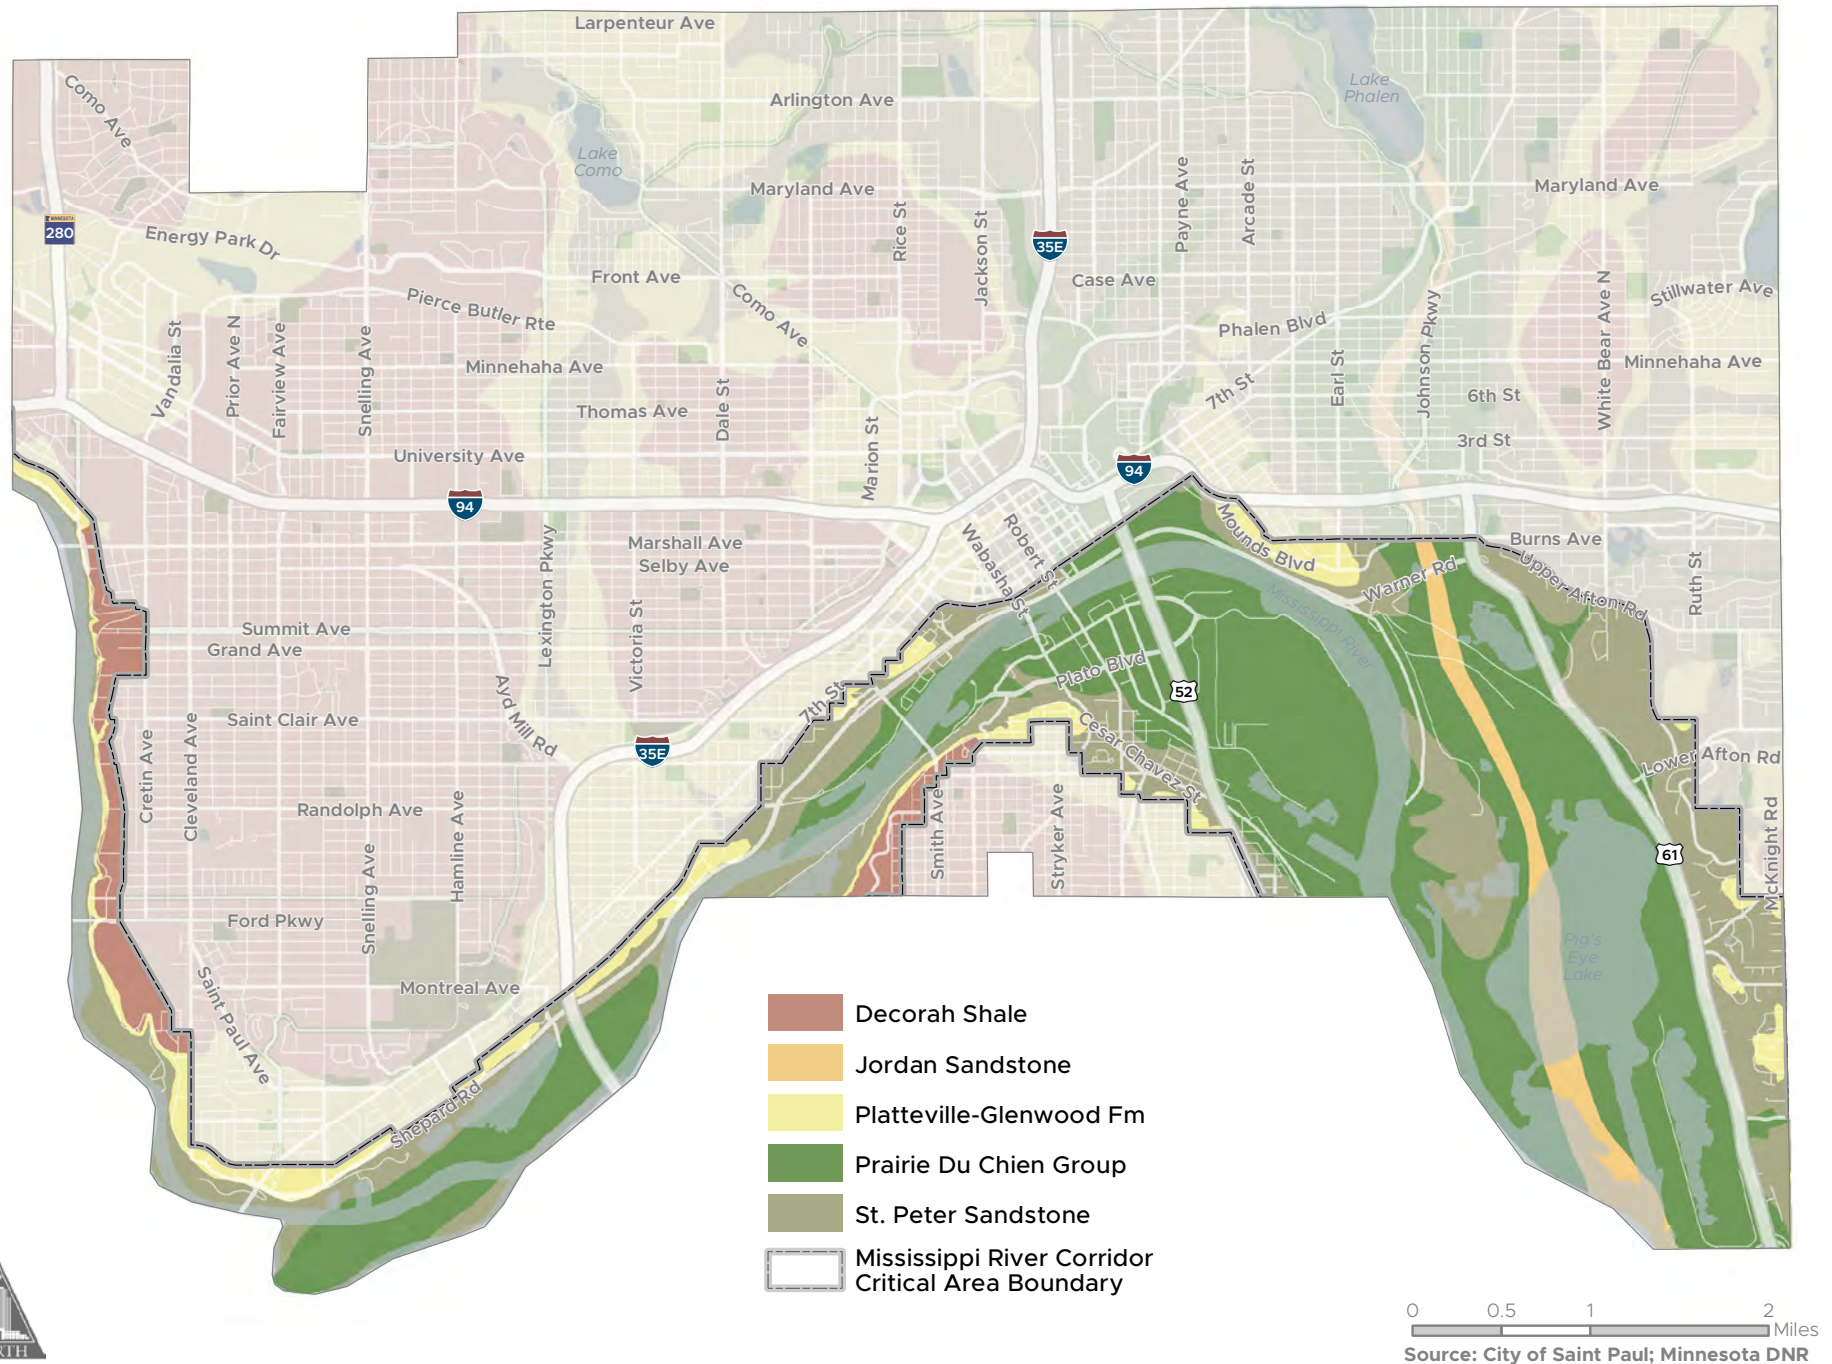 Larpenteur Ave
Como Ave
Arlington Ave
Lake
Phalen
Lake
Como
Maryland Ave
Rice St
Jackson St
Payne Ave
Arcade St
Maryland Ave
MINNESOTA
280
Energy Park Dr
35E
Front Ave
Case Ave
Pierce Butler Rte
Como Ave
Stillwater Ave
Phalen Blvd
Johnson Pkwy
White Bear Ave N
Vandalia St
Prior Ave N
Fairview Ave
Snelling Ave
Minnehaha Ave
Minnehaha Ave
Earl St
7th St
6th St
Dale St
Thomas Ave
Marion St
3rd St
University Ave
94
94
Lexington Pkwy
Marshall Ave
Selby Ave
Wabasha St
Robert St
Mounds Blvd
Burns Ave
Warner Rd
Upper Afton Rd
Ruth St
Mississippi River
Summit Ave
Grand Ave
Victoria St
Plato Blvd
52
Ayd Mill Rd
7th St
Saint Clair Ave
Cesar Chavez St
35E
Lower Afton Rd
Cretin Ave
Cleveland Ave
Randolph Ave
Hamline Ave
Smith Ave
Stryker Ave
61
McKnight Rd
Snelling Ave
Ford Pkwy
Pig's
Eye
Lake
Saint Paul Ave
Montreal Ave
Shepard Rd
Decorah Shale
Jordan Sandstone
Platteville-Glenwood Fm
Prairie Du Chien Group
St. Peter Sandstone
Mississippi River Corridor
Critical Area Boundary
0 0.5 1 2
Miles
Source: City of Saint Paul; Minnesota DNR